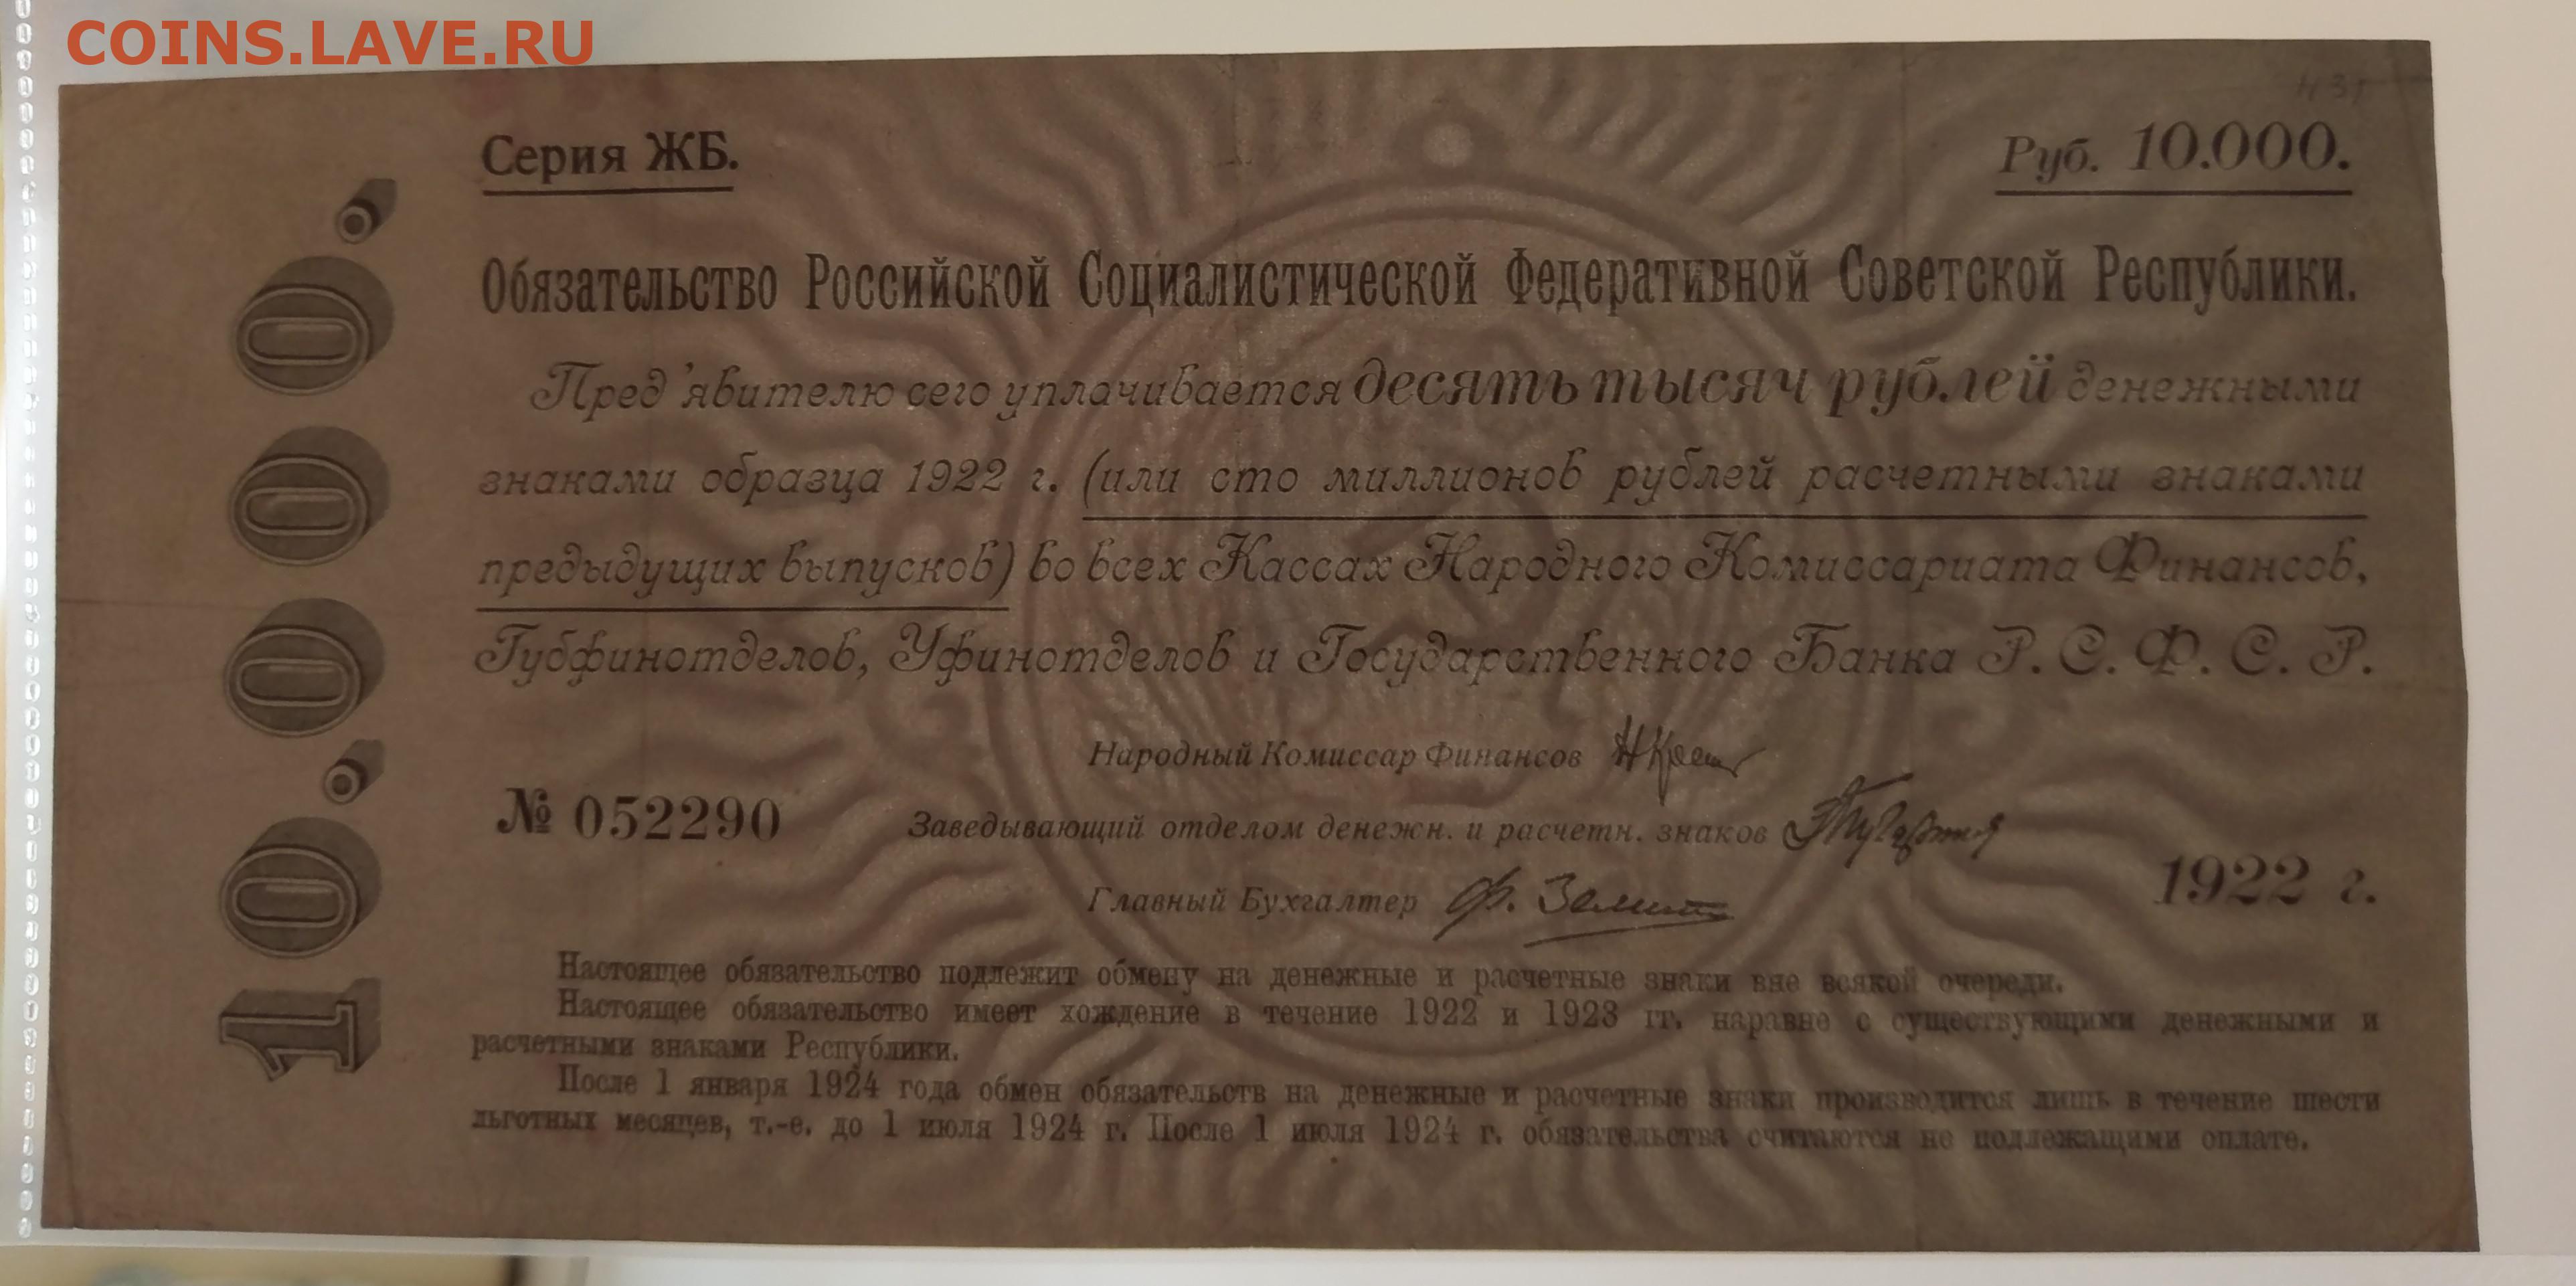 COINS.LAVE.RU
Серия ЖБ.
Руб. 10.000.
10.000.
Обязательство Российской Социалистической Федеративной Советской Республики.
Пред'явителю сего уплачивается десять тысяч рублей денежными
знаками образца 1922 г. (или сто миллионов рублей расчетными знаками
предыдущих выпусков) во всех Кассах Народного Комиссариата Финансов,
Губфинотделов, Уфинотделов и Государственного Банка Р. С. Ф. С. Р.
Народный Комиссар Финансов
№ 052290
Заведывающий отделом денежн. и расчетн. знаков
Главный Бухгалтер
1922 г.
Настоящее обязательство подлежит обмену на денежные и расчетные знаки вне всякой очереди.
Настоящее обязательство имеет хождение в течение 1922 и 1923 гг. наравне с существующими денежными и
расчетными знаками Республики.
После 1 января 1924 года обмен обязательств на денежные и расчетные знаки производится лишь в течение шести
льготных месяцев, т.-е. до 1 июля 1924 г. После 1 июля 1924 г. обязательства считаются не подлежащими оплате.